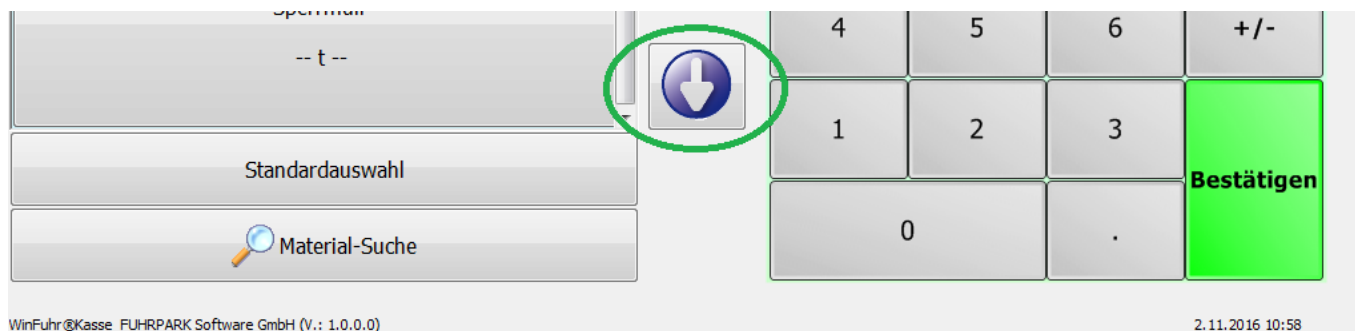 4 5 6 +/-
-- t --
1 2 3
Standardauswahl
Bestätigen
0 .
Material-Suche
WinFuhr®Kasse FUHRPARK Software GmbH (V.: 1.0.0.0) 2.11.2016 10:58